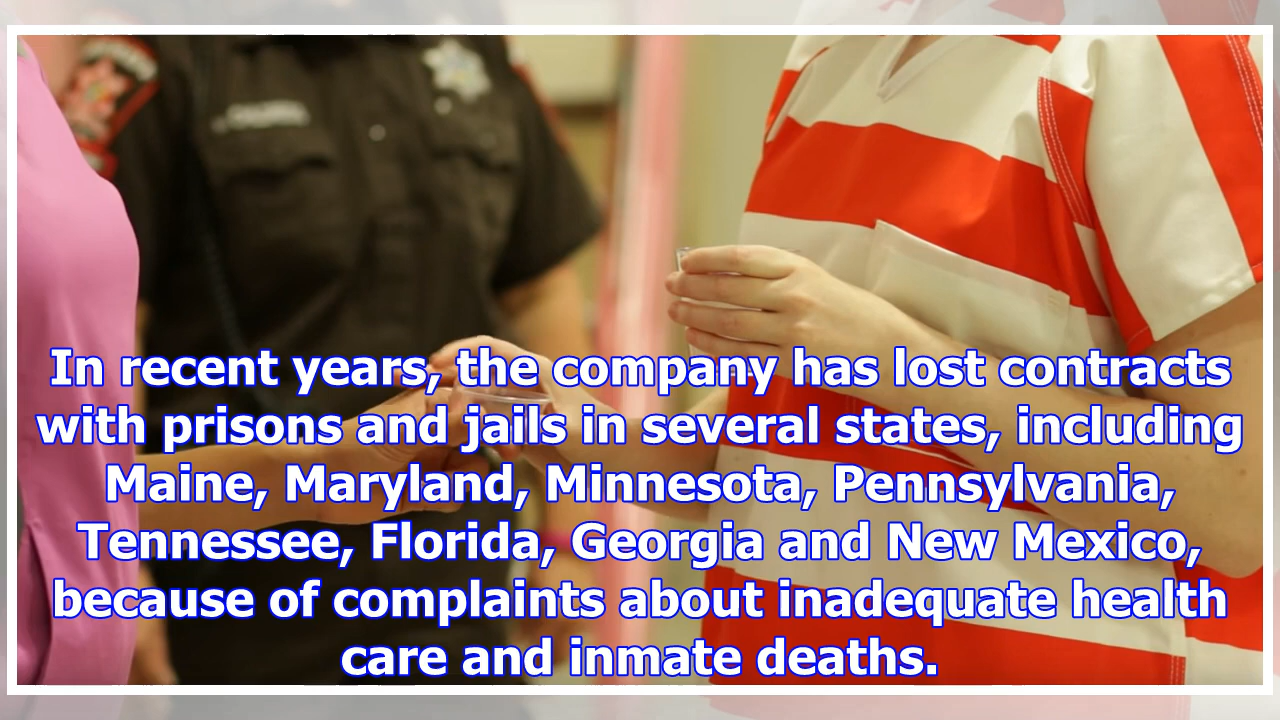 In recent years, the company has lost contracts
with prisons and jails in several states, including
Maine, Maryland, Minnesota, Pennsylvania,
Tennessee, Florida, Georgia and New Mexico,
because of complaints about inadequate health
care and inmate deaths.